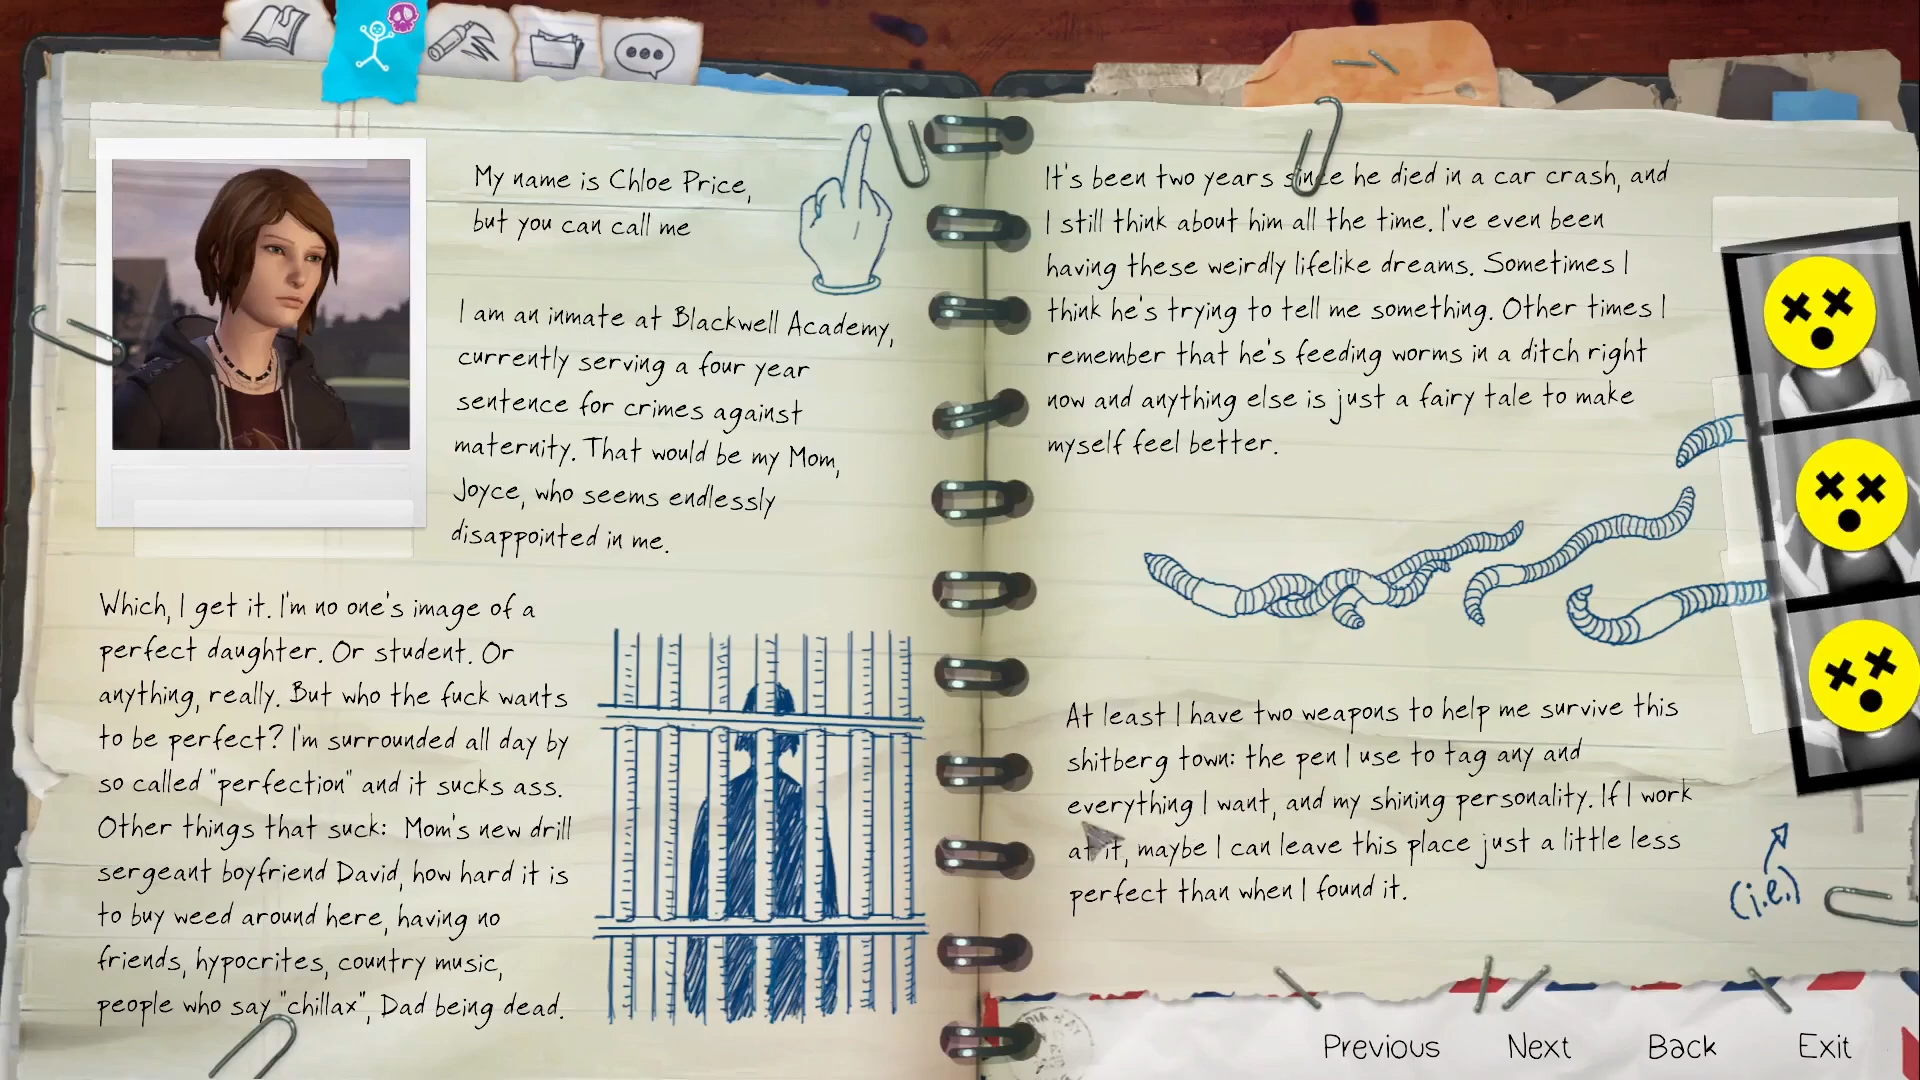 My name is Chloe Price,
but you can call me
I am an inmate at Blackwell Academy,
currently serving a four year
sentence for crimes against
maternity. That would be my Mom,
Joyce, who seems endlessly
disappointed in me.
Which, I get it. I'm no one's image of a
perfect daughter. Or student. Or
anything, really. But who the fuck wants
to be perfect? I'm surrounded all day by
so called "perfection" and it sucks ass.
Other things that suck: Mom's new drill
sergeant boyfriend David, how hard it is
to buy weed around here, having no
friends, hypocrites, country music,
people who say "chillax", Dad being dead.
It's been two years since he died in a car crash, and
I still think about him all the time. I've even been
having these weirdly lifelike dreams. Sometimes I
think he's trying to tell me something. Other times I
remember that he's feeding worms in a ditch right
now and anything else is just a fairy tale to make
myself feel better.
At least I have two weapons to help me survive this
shitberg town: the pen I use to tag any and
everything I want, and my shining personality. If I work
at it, maybe I can leave this place just a little less
perfect than when I found it.
(i.e.)
Previous Next Back Exit